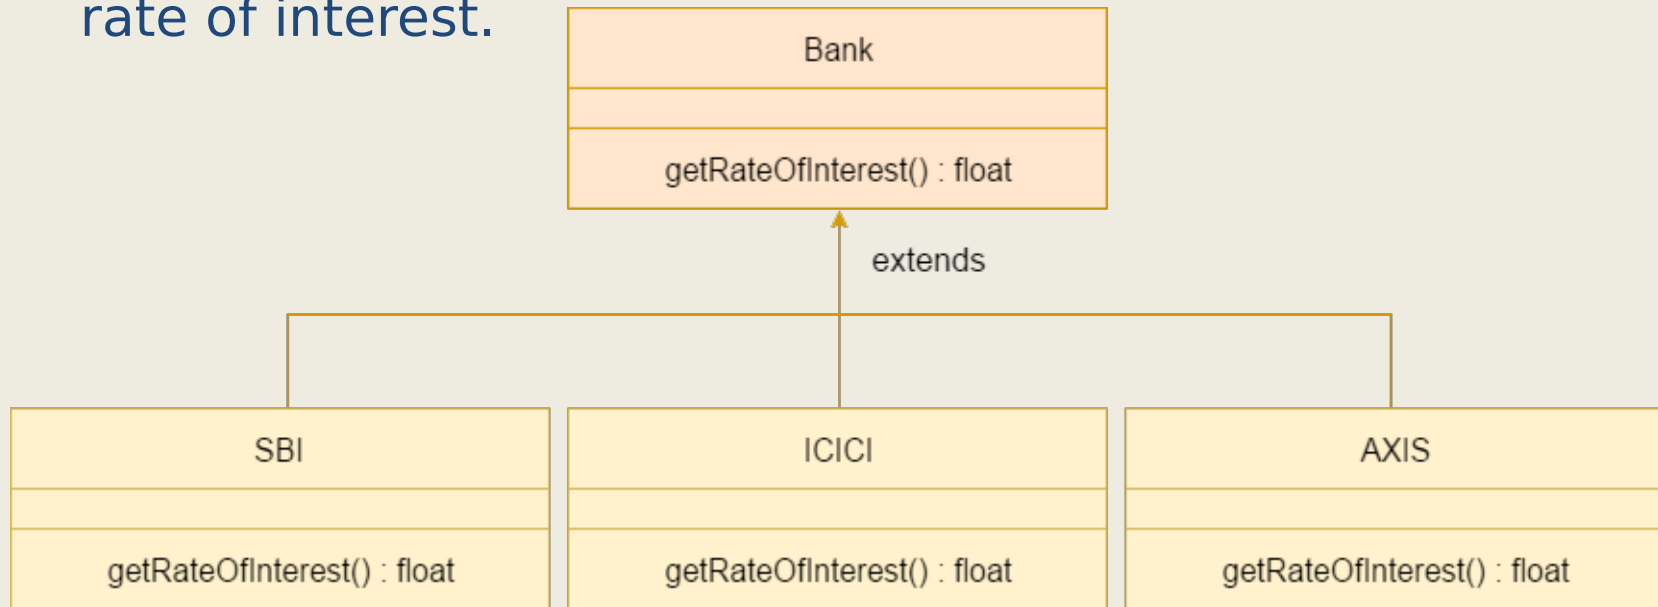 rate of interest.
Bank
getRateOfInterest() : float
extends
SBI
ICICI
AXIS
getRateOfInterest() : float
getRateOfInterest() : float
getRateOfInterest() : float